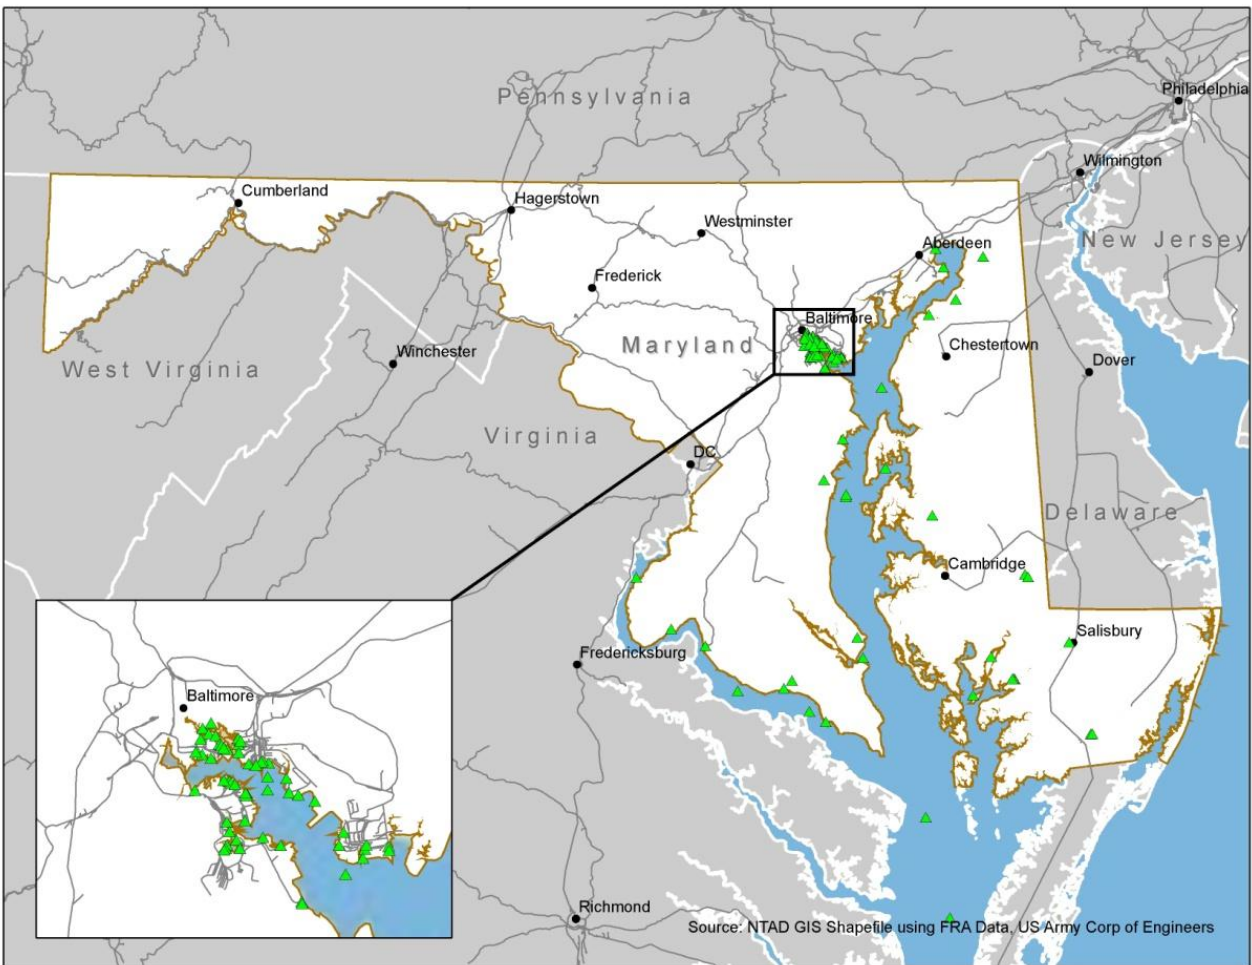 Pennsylvania
Philadelphia
Wilmington
Cumberland
Hagerstown
Westminster
New Jersey
Aberdeen
Frederick
Baltimore
Maryland
Chestertown
Winchester
Dover
West Virginia
Virginia
DC
Delaware
Cambridge
Salisbury
Fredericksburg
Baltimore
Richmond
Source: NTAD GIS Shapefile using FRA Data, US Army Corp of Engineers